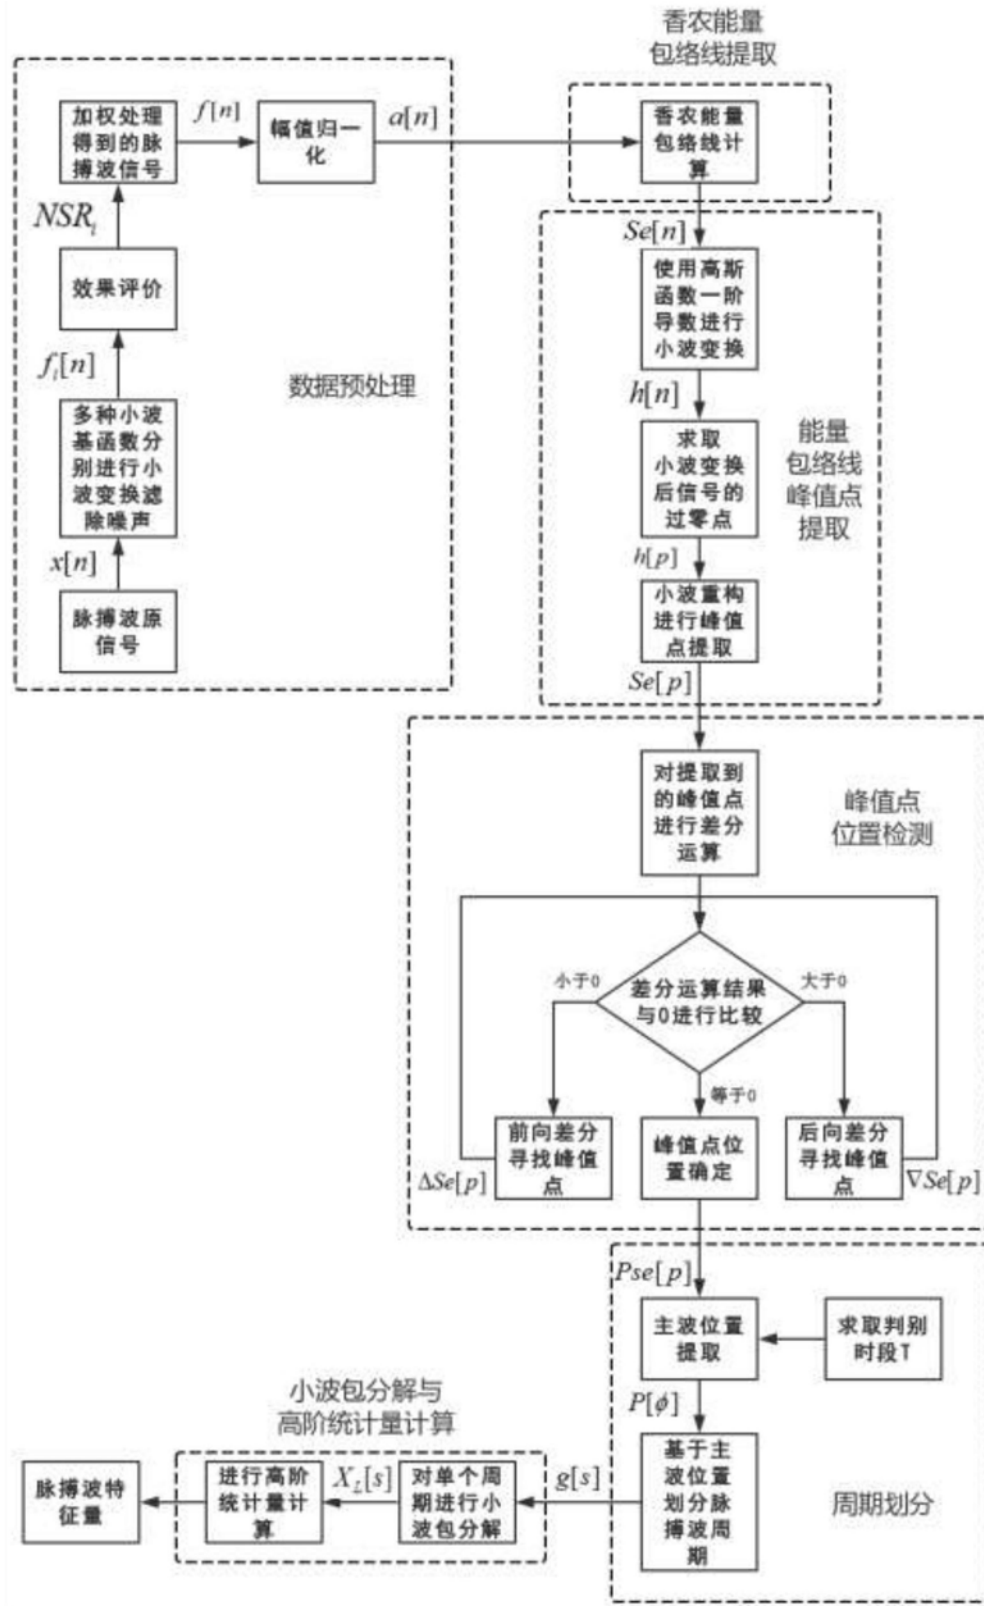 香农能量
包络线提取
加权处理
得到的脉
搏波信号
f[n]
幅值归一
化
a[n]
香农能量
包络线计
算
NSR_i
Se[n]
效果评价
使用高斯
函数一阶
导数进行
小波变换
f_i[n]
数据预处理
h[n]
多种小波
基函数分
别进行小
波变换滤
除噪声
求取
小波变换
后信号的
过零点
能量
包络线
峰值点
提取
x[n]
h[p]
脉搏波原
信号
小波重构
进行峰值
点提取
Se[p]
对提取到
的峰值点
进行差分
运算
峰值点
位置检测
小于0
差分运算结果
与0进行比较
大于0
等于0
前向差分
寻找峰值
点
峰值点位
置确定
后向差分
寻找峰值
点
ΔSe[p]
∇Se[p]
Pse[p]
主波位置
提取
求取判别
时段T
小波包分解与
高阶统计量计算
P[ϕ]
脉搏波特
征量
进行高阶
统计量计
算
X_L[s]
对单个周
期进行小
波包分解
g[s]
基于主
波位置
划分脉
搏波周
期
周期划分